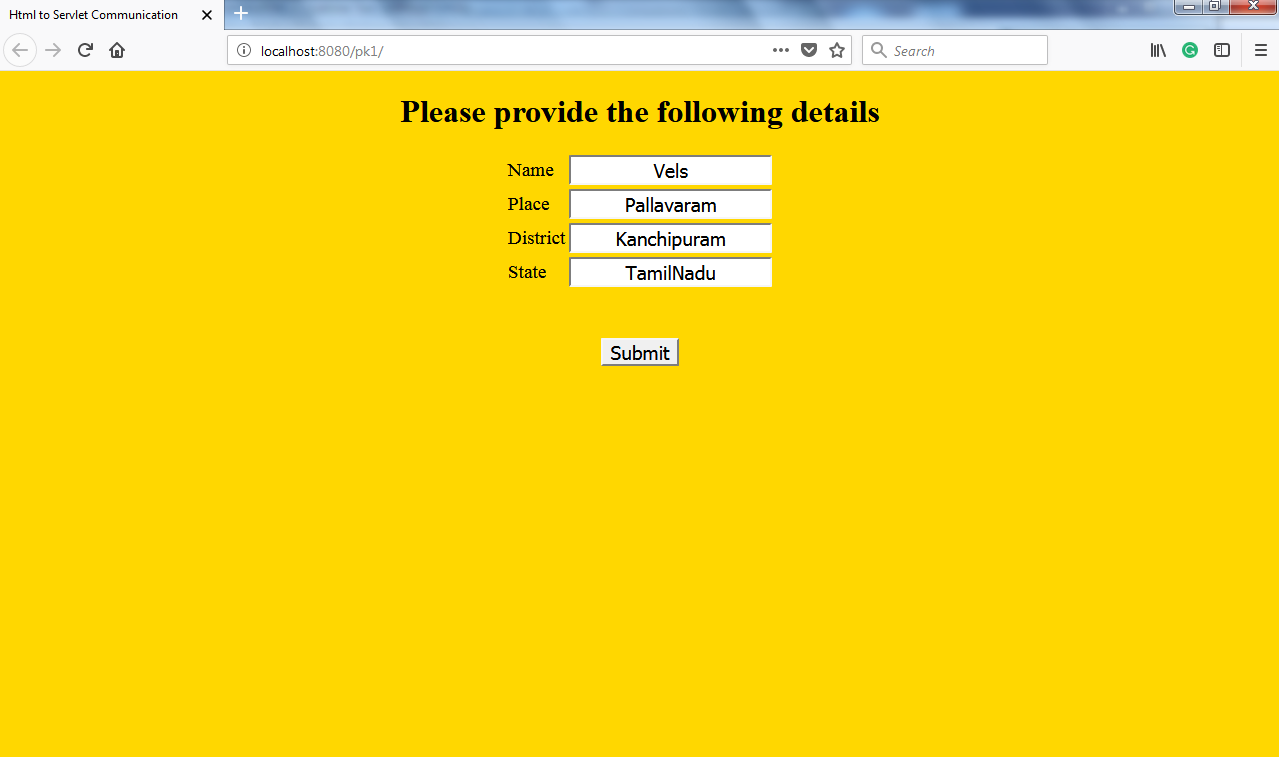 Html to Servlet Communication
localhost:8080/pk1/
Search
Please provide the following details
Name Vels
Place Pallavaram
District Kanchipuram
State TamilNadu
Submit